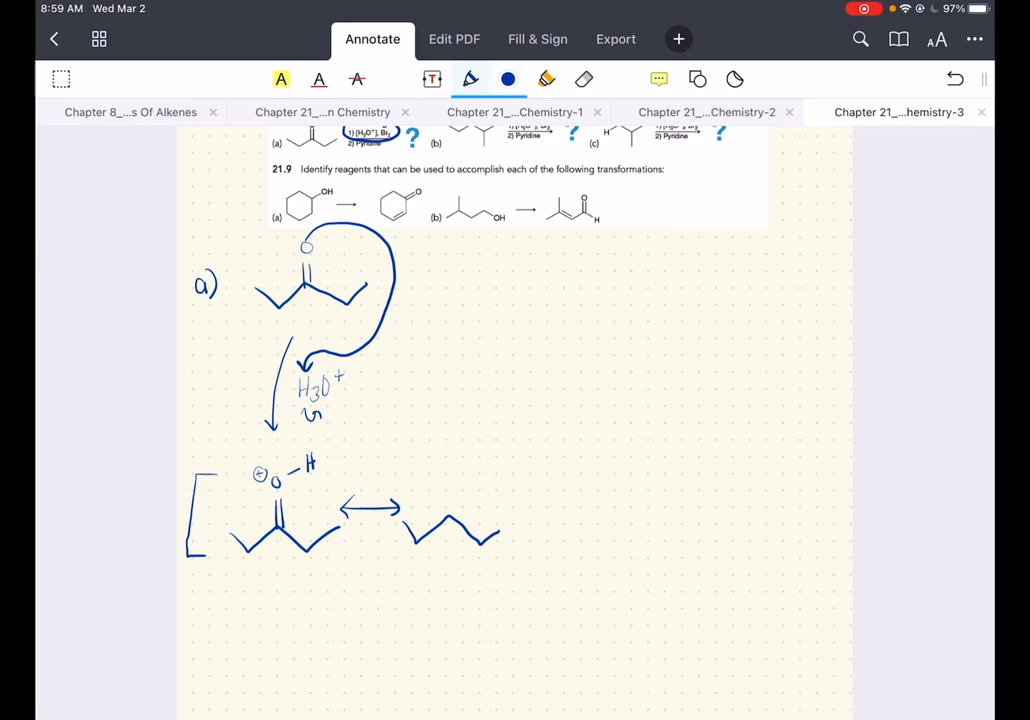 8:59 AM Wed Mar 2
97%
Annotate Edit PDF Fill & Sign Export
Chapter 8_...s Of Alkenes Chapter 21_...n Chemistry Chapter 21_...Chemistry-1 Chapter 21_...Chemistry-2 Chapter 21_...hemistry-3
1) [H3O+], Br2
(a) 2) Pyridine ? (b) 2) Pyridine ? (c) H 2) Pyridine ?
21.9 Identify reagents that can be used to accomplish each of the following transformations:
OH O O
(a) (b) OH H
O
a)
H3O+
⊕ O-H